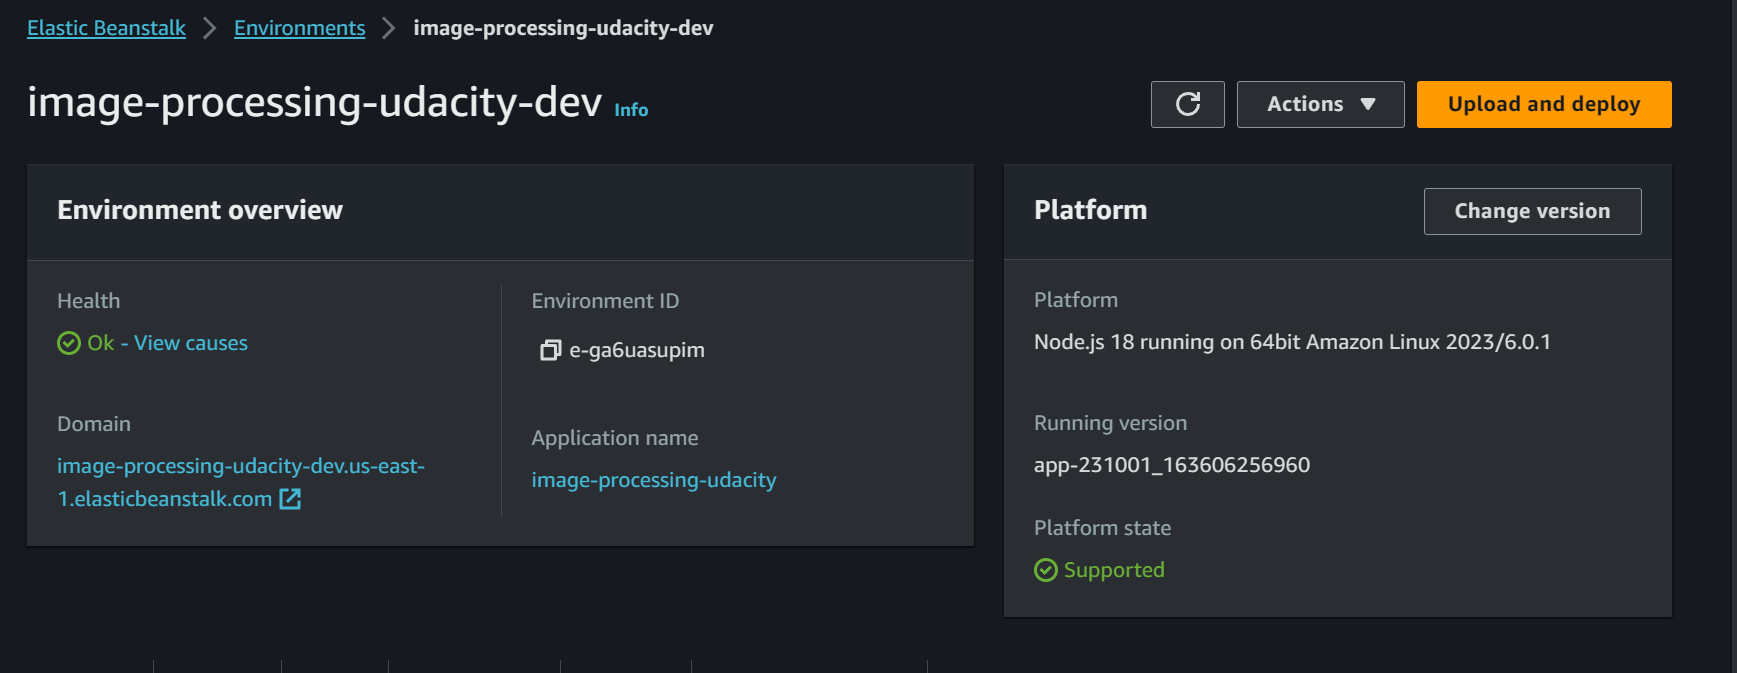 Elastic Beanstalk > Environments > image-processing-udacity-dev
image-processing-udacity-dev Info
Actions ▼
Upload and deploy
Environment overview
Health
Ok - View causes
Domain
image-processing-udacity-dev.us-east-
1.elasticbeanstalk.com
Environment ID
e-ga6uasupim
Application name
image-processing-udacity
Platform
Change version
Platform
Node.js 18 running on 64bit Amazon Linux 2023/6.0.1
Running version
app-231001_163606256960
Platform state
Supported